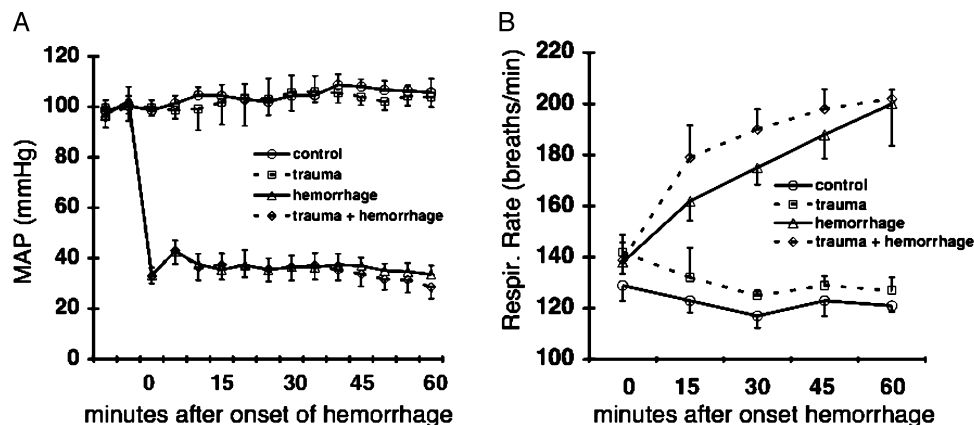 A
MAP (mmHg)
120
100
80
60
40
20
0
control
trauma
hemorrhage
trauma + hemorrhage
0 15 30 45 60
minutes after onset of hemorrhage
B
Respir. Rate (breaths/min)
220
200
180
160
140
120
100
control
trauma
hemorrhage
trauma + hemorrhage
0 15 30 45 60
minutes after onset hemorrhage